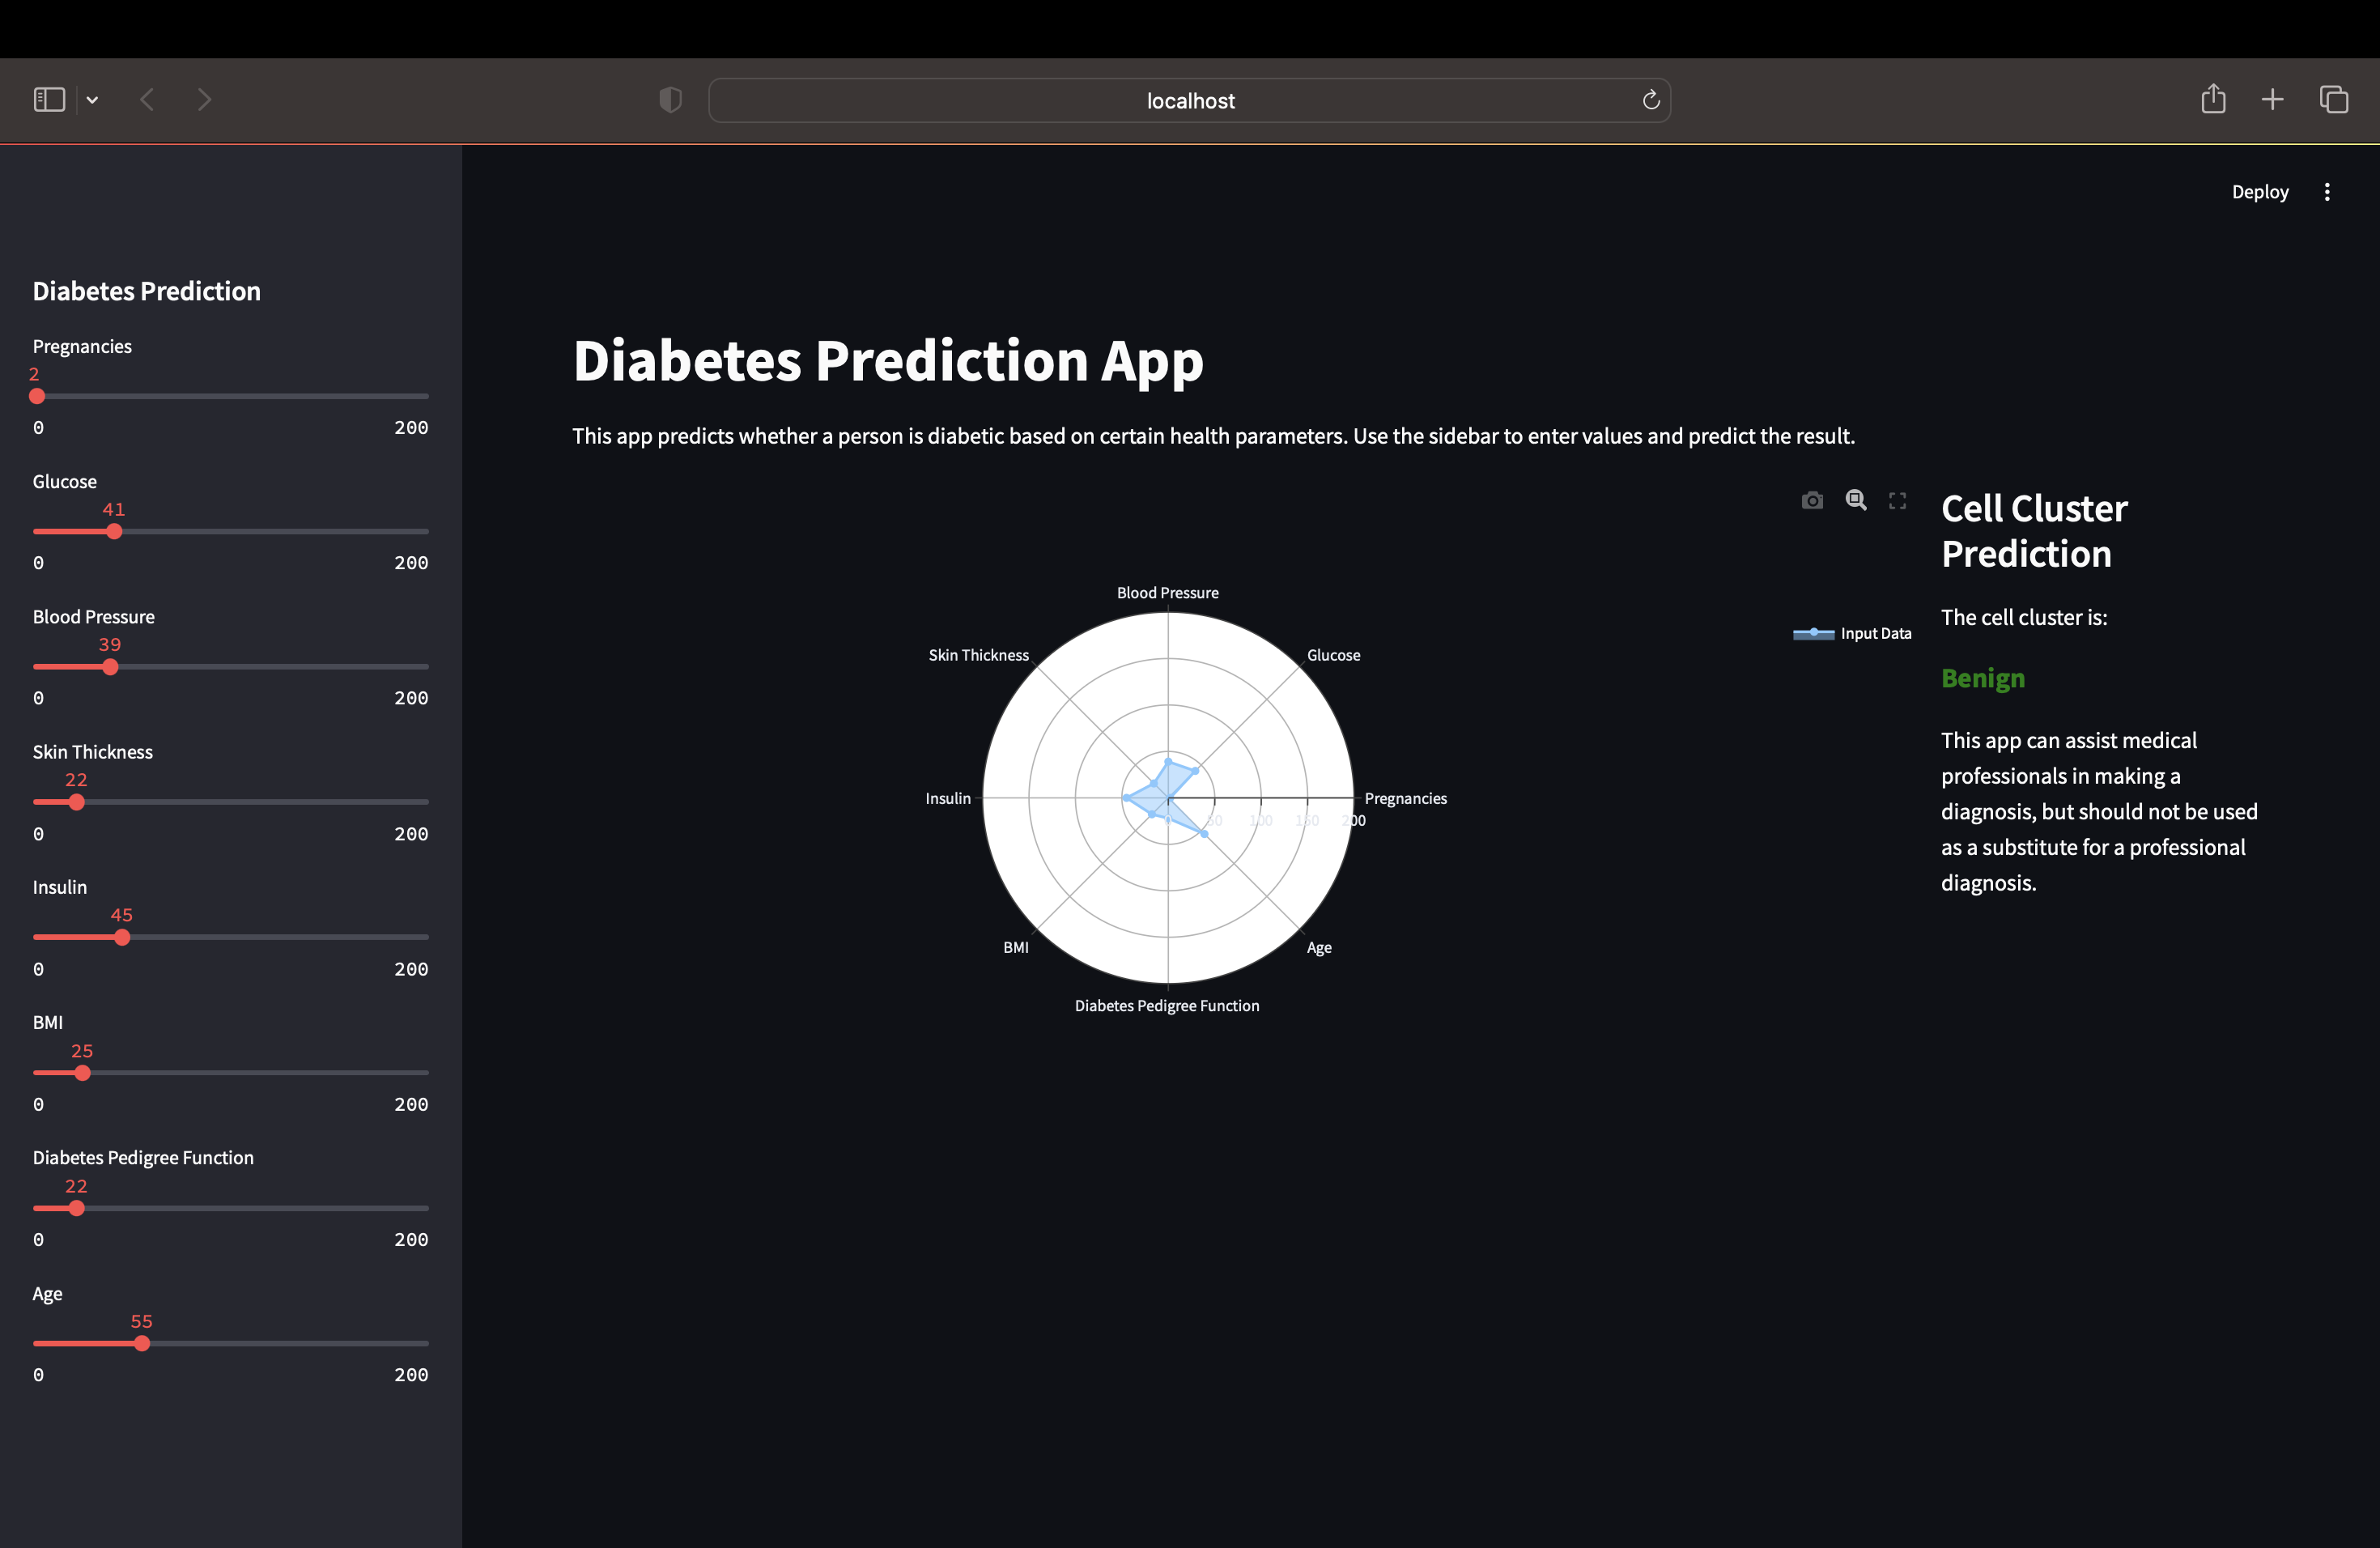 localhost
Deploy
Diabetes Prediction
Pregnancies
2
0 200
Glucose
41
0 200
Blood Pressure
39
0 200
Skin Thickness
22
0 200
Insulin
45
0 200
BMI
25
0 200
Diabetes Pedigree Function
22
0 200
Age
55
0 200
Diabetes Prediction App
This app predicts whether a person is diabetic based on certain health parameters. Use the sidebar to enter values and predict the result.
Blood Pressure
Skin Thickness
Glucose
Insulin
Pregnancies
0 50 100 150 200
BMI
Age
Diabetes Pedigree Function
Input Data
Cell Cluster
Prediction
The cell cluster is:
Benign
This app can assist medical
professionals in making a
diagnosis, but should not be used
as a substitute for a professional
diagnosis.